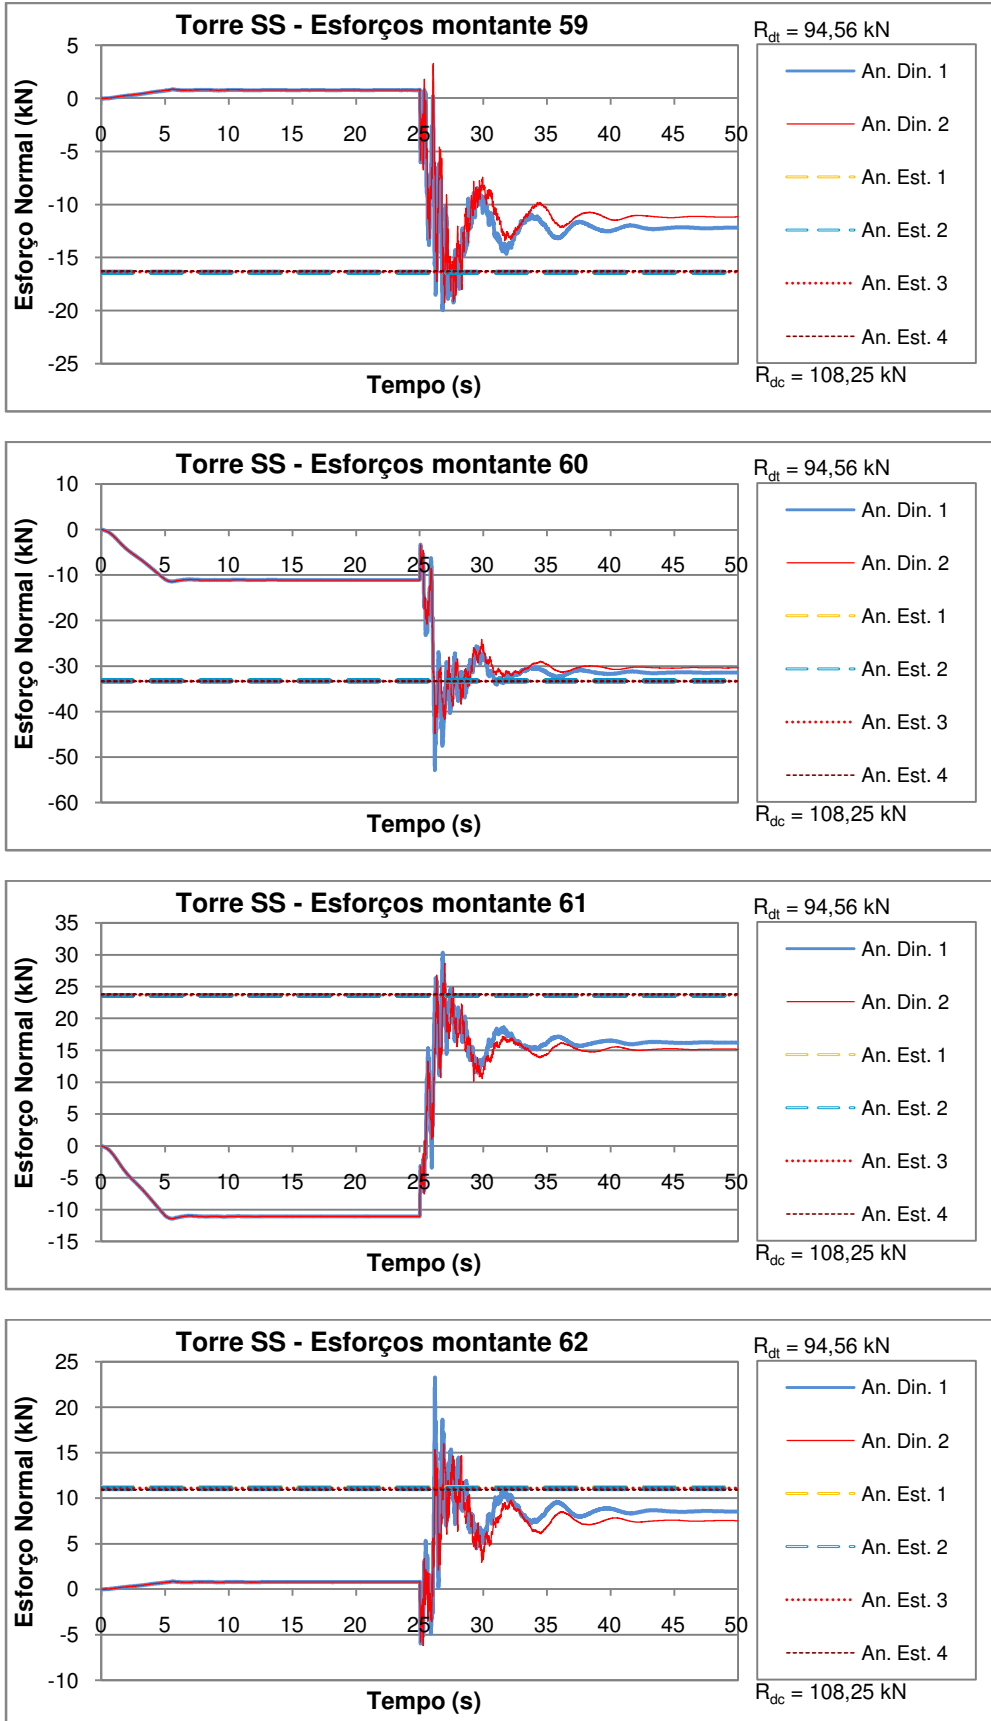 Torre SS - Esforços montante 59
R_dt = 94,56 kN
Esforço Normal (kN)
5
0
-5
-10
-15
-20
-25
0 5 10 15 20 25 30 35 40 45 50
Tempo (s)
An. Din. 1
An. Din. 2
An. Est. 1
An. Est. 2
An. Est. 3
An. Est. 4
R_dc = 108,25 kN
Torre SS - Esforços montante 60
R_dt = 94,56 kN
Esforço Normal (kN)
10
0
-10
-20
-30
-40
-50
-60
0 5 10 15 20 25 30 35 40 45 50
Tempo (s)
An. Din. 1
An. Din. 2
An. Est. 1
An. Est. 2
An. Est. 3
An. Est. 4
R_dc = 108,25 kN
Torre SS - Esforços montante 61
R_dt = 94,56 kN
Esforço Normal (kN)
35
30
25
20
15
10
5
0
-5
-10
-15
0 5 10 15 20 25 30 35 40 45 50
Tempo (s)
An. Din. 1
An. Din. 2
An. Est. 1
An. Est. 2
An. Est. 3
An. Est. 4
R_dc = 108,25 kN
Torre SS - Esforços montante 62
R_dt = 94,56 kN
Esforço Normal (kN)
25
20
15
10
5
0
-5
-10
0 5 10 15 20 25 30 35 40 45 50
Tempo (s)
An. Din. 1
An. Din. 2
An. Est. 1
An. Est. 2
An. Est. 3
An. Est. 4
R_dc = 108,25 kN